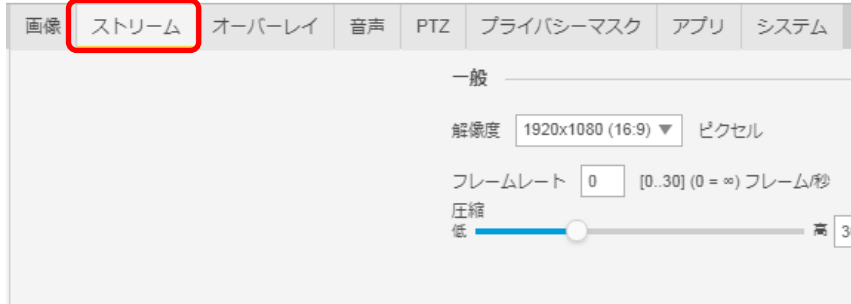 画像 ストリーム オーバーレイ 音声 PTZ プライバシーマスク アプリ システム
一般
解像度 1920x1080 (16:9) ピクセル
フレームレート 0 [0..30] (0 = ∞) フレーム/秒
圧縮
低 高